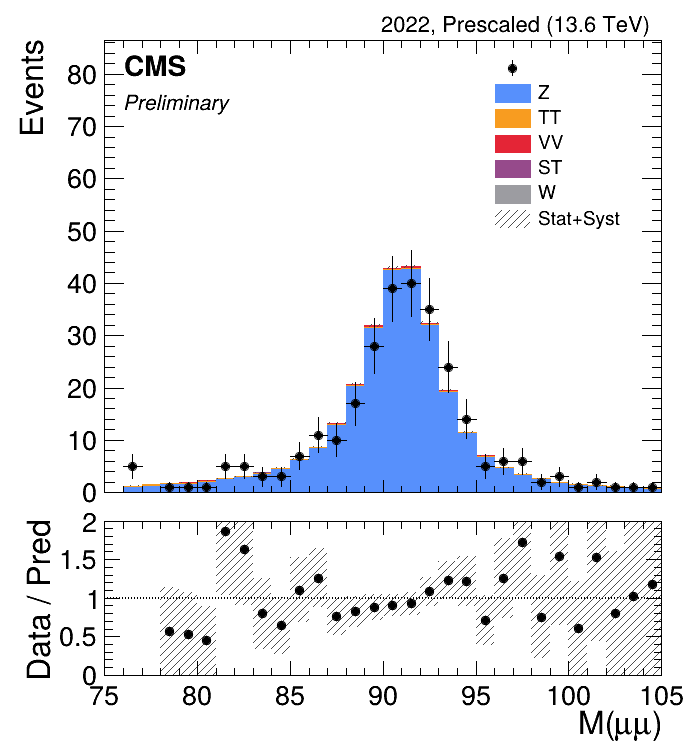 2022, Prescaled (13.6 TeV)
CMS
Preliminary
Events
80
70
60
50
40
30
20
10
0
Z
TT
VV
ST
W
Stat+Syst
Data / Pred
2
1.5
1
0.5
0
75 80 85 90 95 100 105
M(μμ)